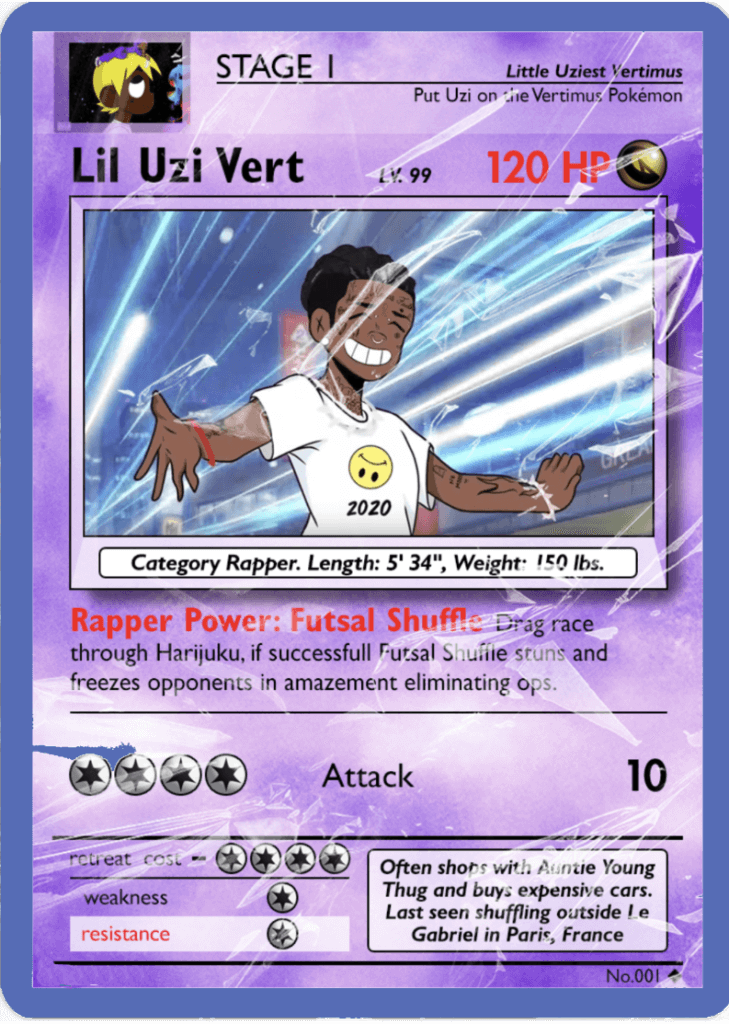 STAGE I
Little Uziest Vertimus
Put Uzi on the Vertimus Pokémon
Lil Uzi Vert LV. 99 120 HP
2020
Category Rapper. Length: 5' 34", Weight: 150 lbs.
Rapper Power: Futsal Shuffle Drag race
through Harijuku, if successfull Futsal Shuffle stuns and
freezes opponents in amazement eliminating ops.
Attack 10
retreat cost -
weakness
resistance
Often shops with Auntie Young
Thug and buys expensive cars.
Last seen shuffling outside Le
Gabriel in Paris, France
No.001